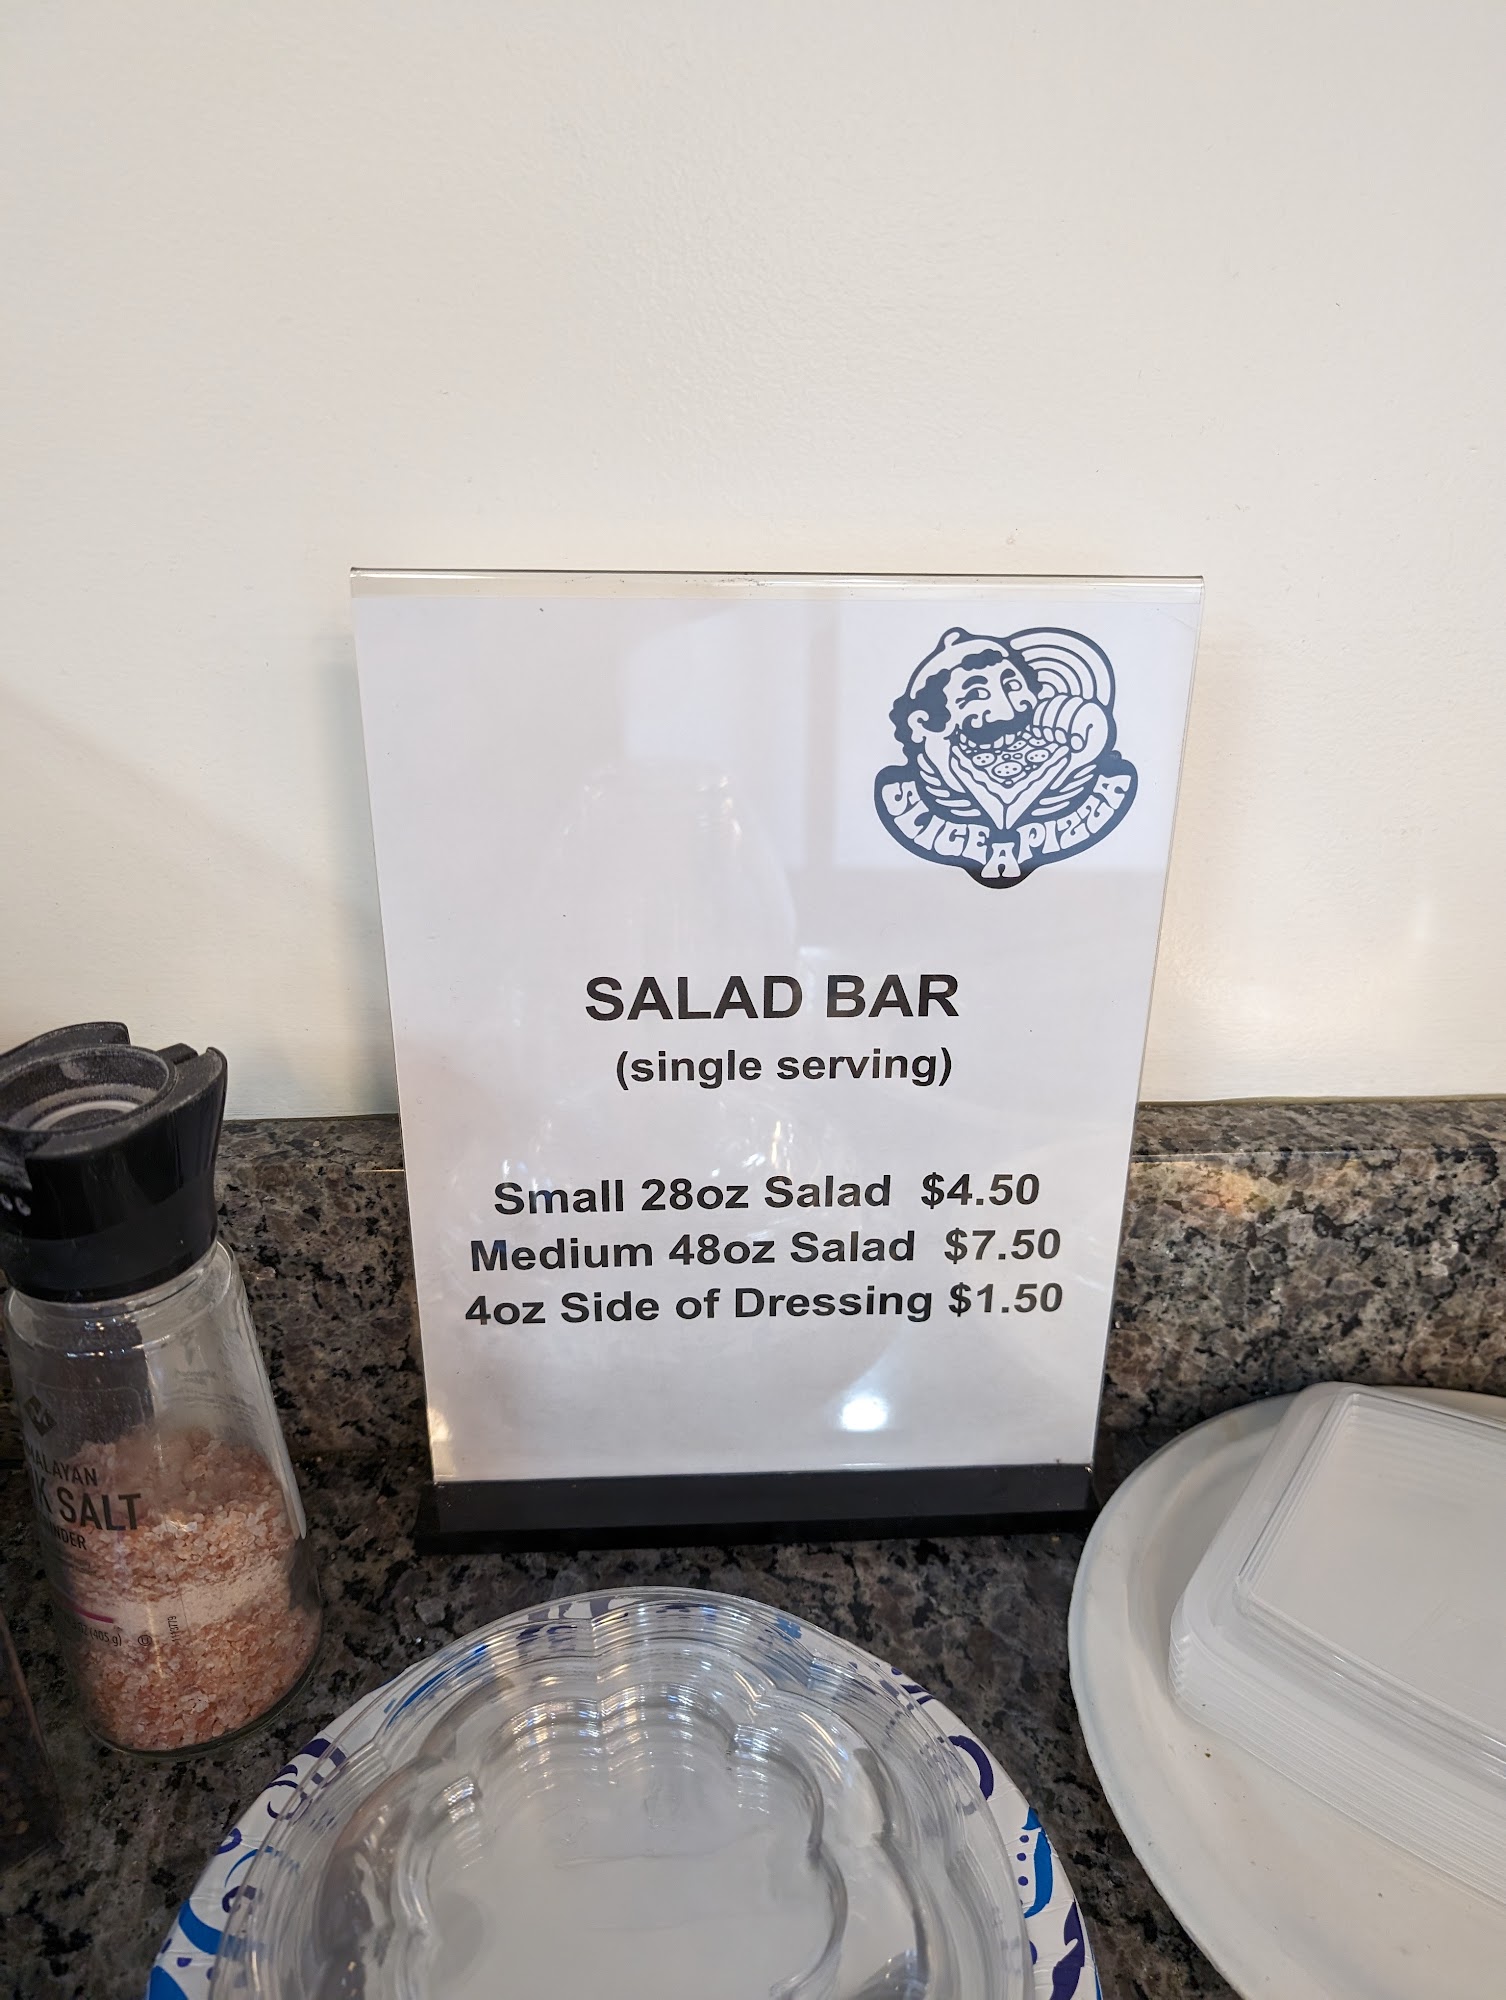 SLICE A PIZZA
SALAD BAR
(single serving)
Small 28oz Salad $4.50
Medium 48oz Salad $7.50
4oz Side of Dressing $1.50
SALT